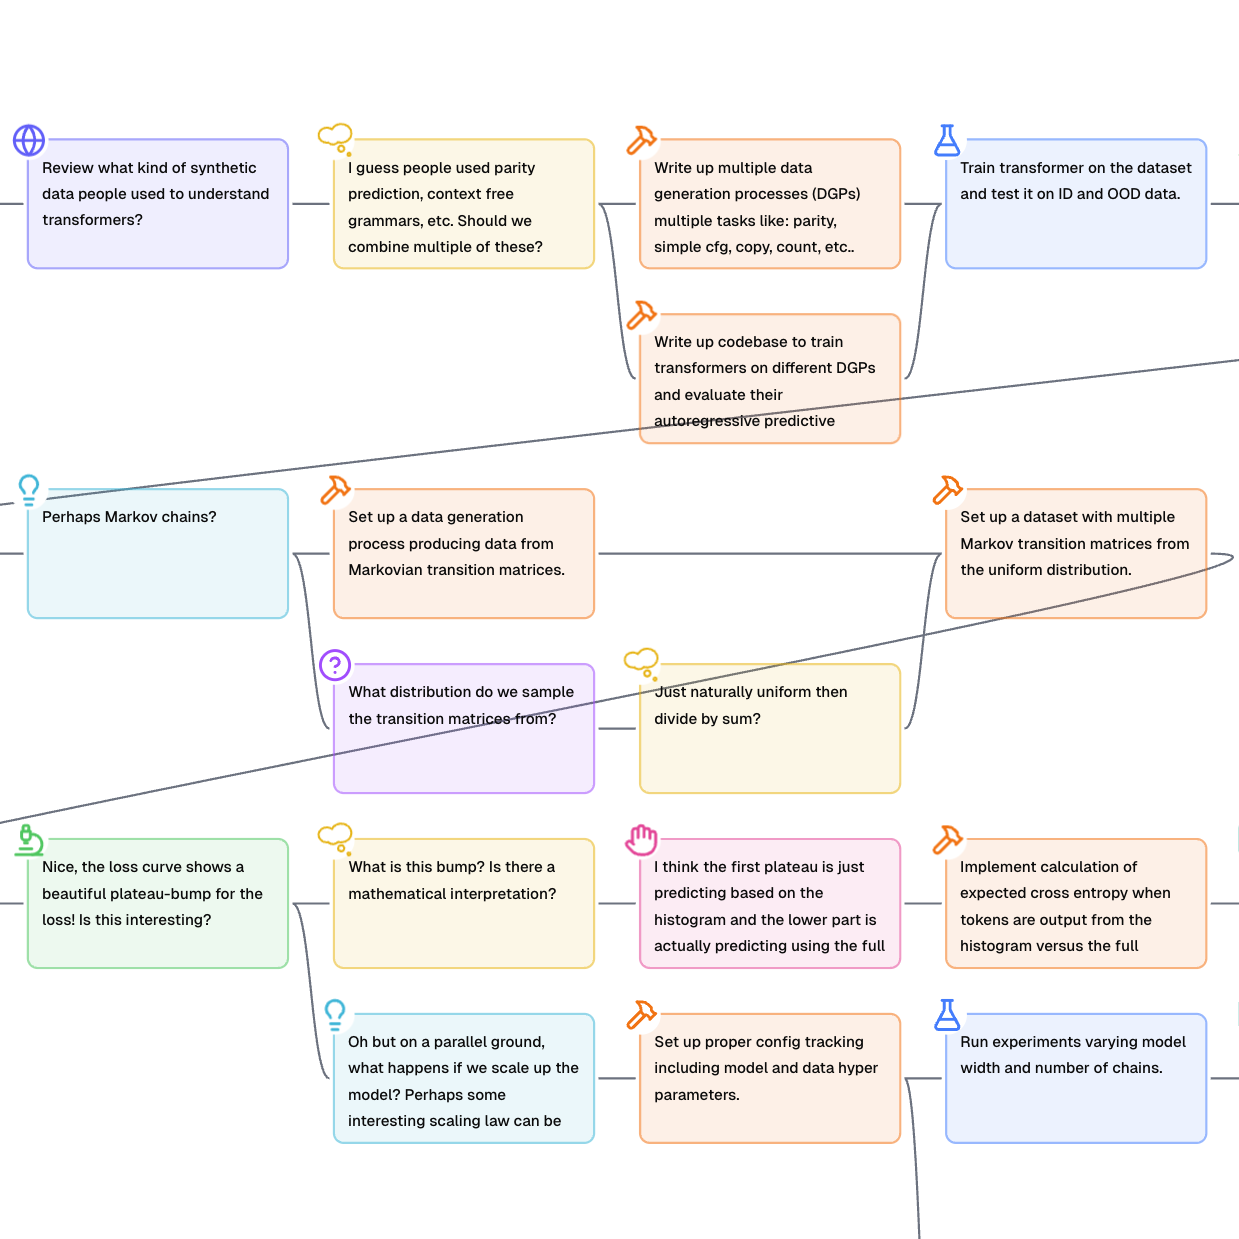 Review what kind of synthetic
data people used to understand
transformers?
I guess people used parity
prediction, context free
grammars, etc. Should we
combine multiple of these?
Write up multiple data
generation processes (DGPs)
multiple tasks like: parity,
simple cfg, copy, count, etc..
Train transformer on the dataset
and test it on ID and OOD data.
Write up codebase to train
transformers on different DGPs
and evaluate their
autoregressive predictive
Perhaps Markov chains?
Set up a data generation
process producing data from
Markovian transition matrices.
Set up a dataset with multiple
Markov transition matrices from
the uniform distribution.
What distribution do we sample
the transition matrices from?
Just naturally uniform then
divide by sum?
Nice, the loss curve shows a
beautiful plateau-bump for the
loss! Is this interesting?
What is this bump? Is there a
mathematical interpretation?
I think the first plateau is just
predicting based on the
histogram and the lower part is
actually predicting using the full
Implement calculation of
expected cross entropy when
tokens are output from the
histogram versus the full
Oh but on a parallel ground,
what happens if we scale up the
model? Perhaps some
interesting scaling law can be
Set up proper config tracking
including model and data hyper
parameters.
Run experiments varying model
width and number of chains.